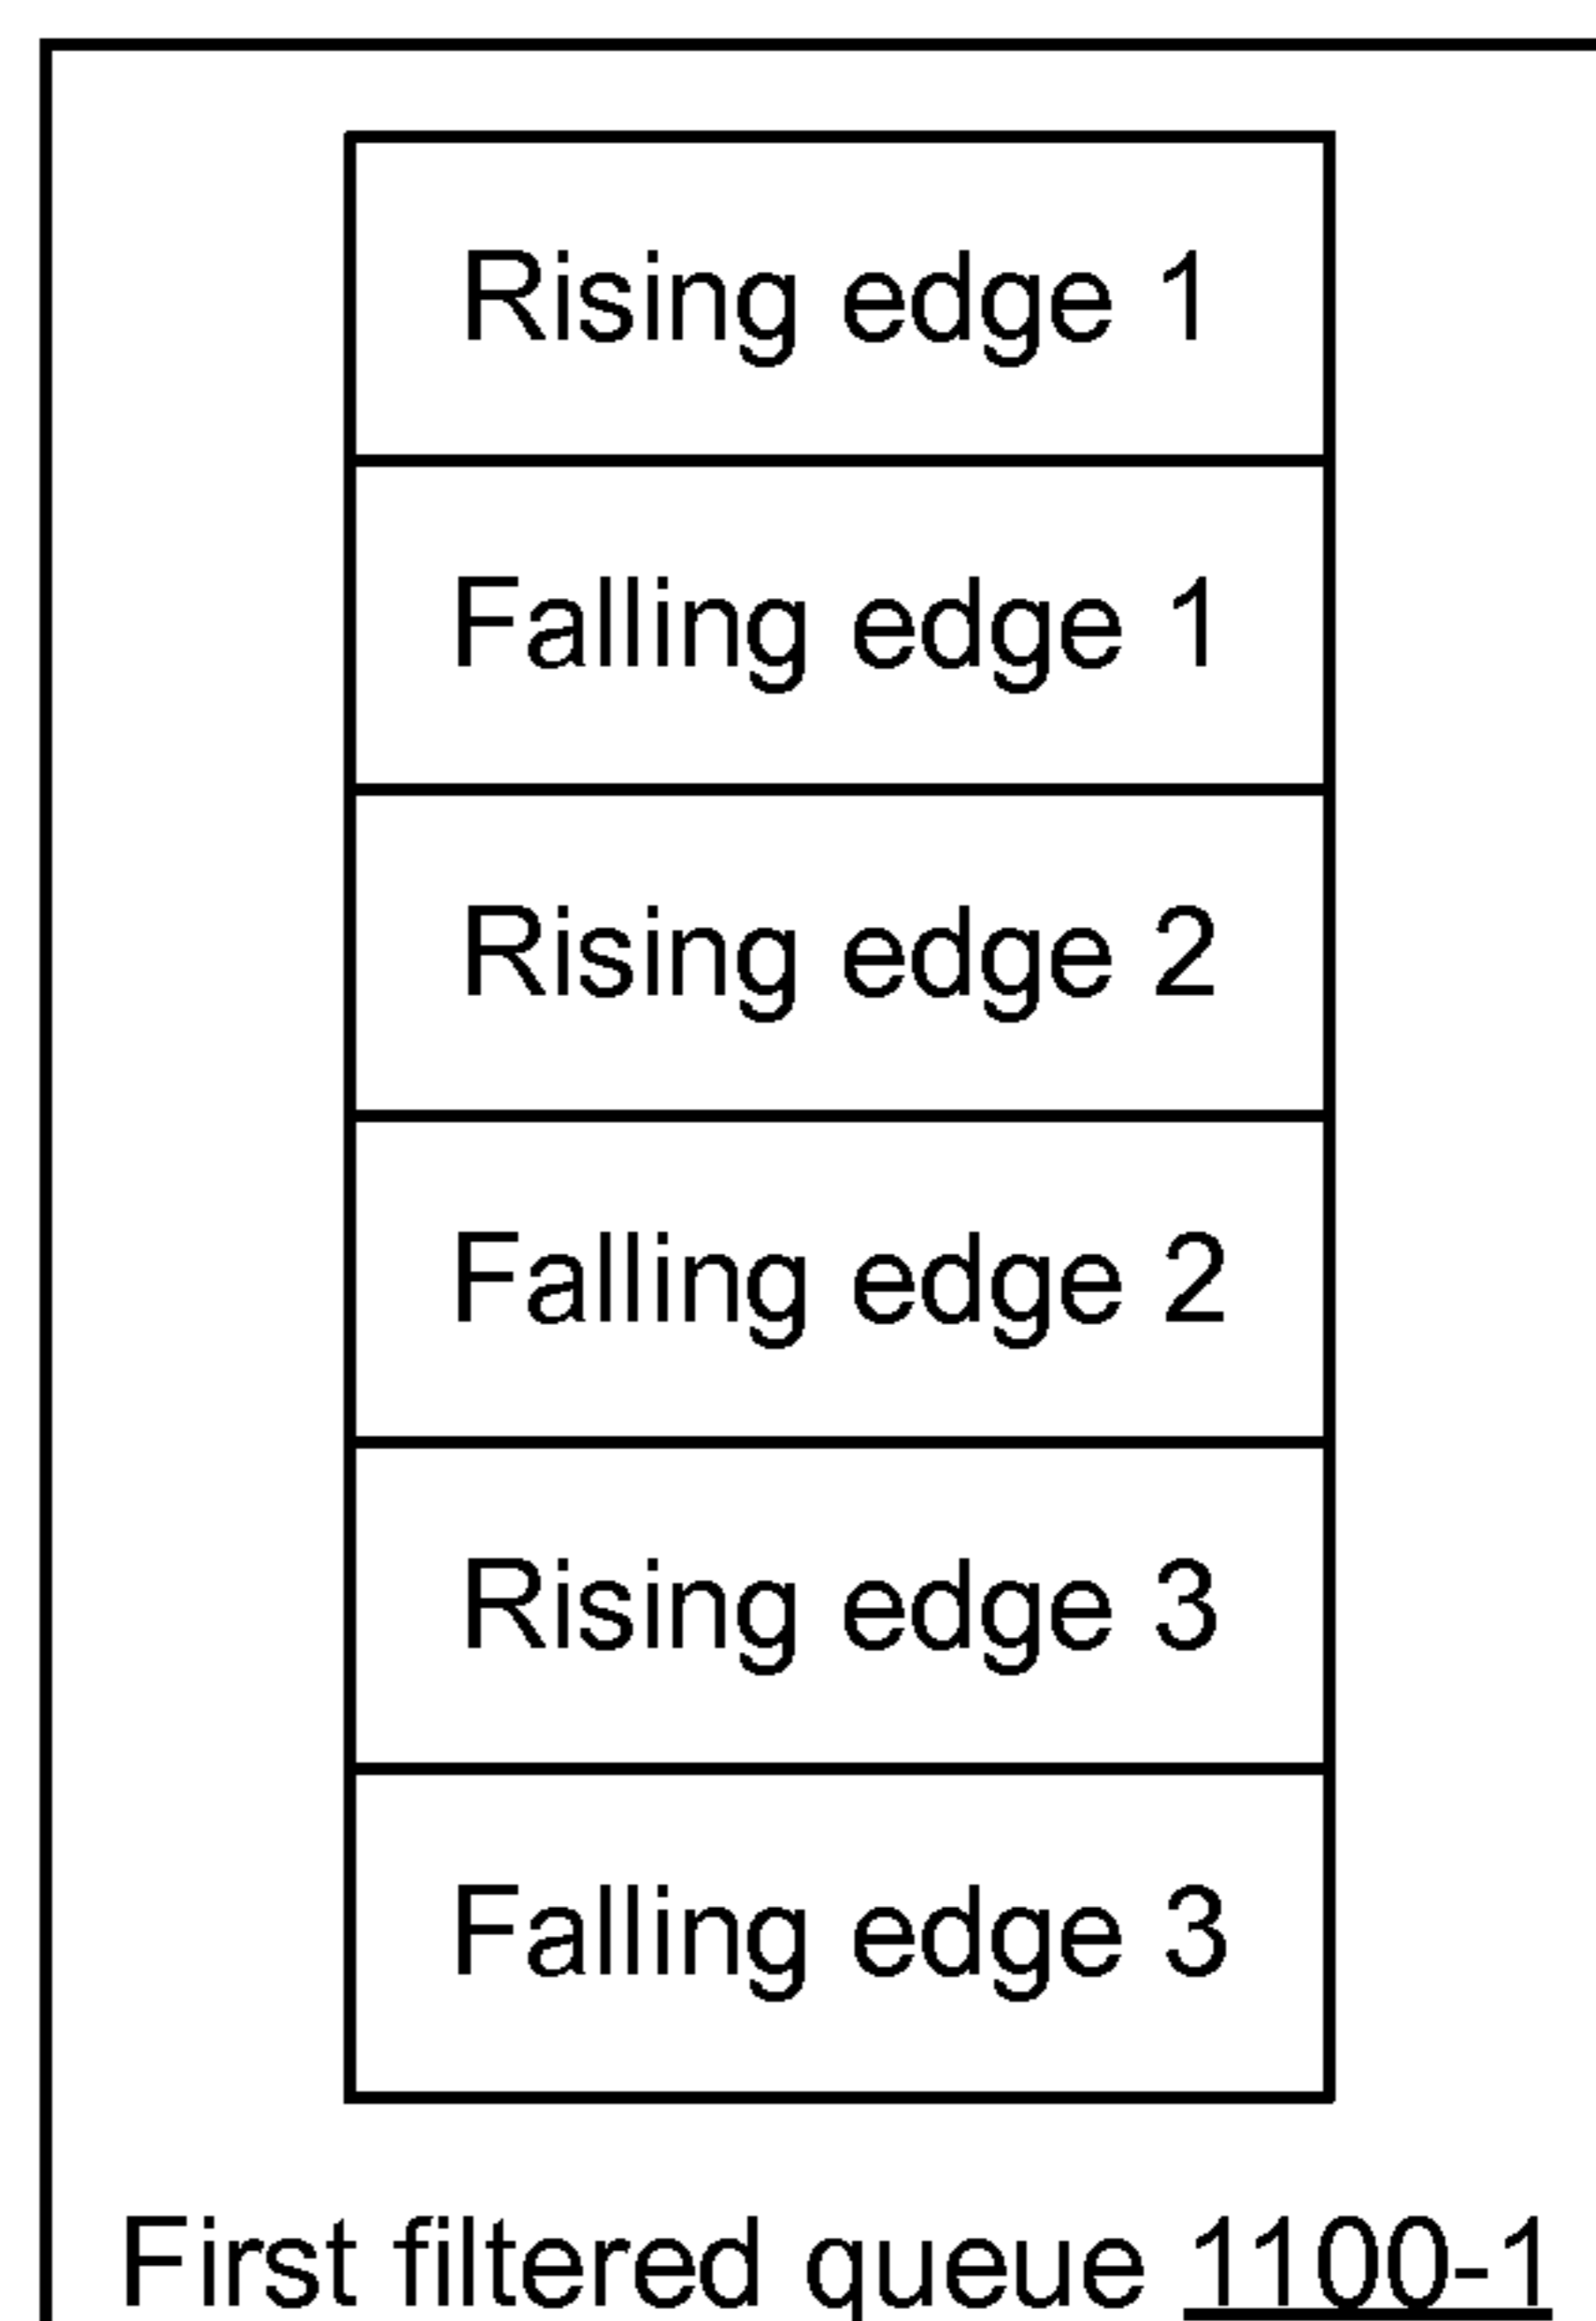 Rising edge 1
Falling edge 1
Rising edge 2
Falling edge 2
Rising edge 3
Falling edge 3
First filtered queue 1100-1